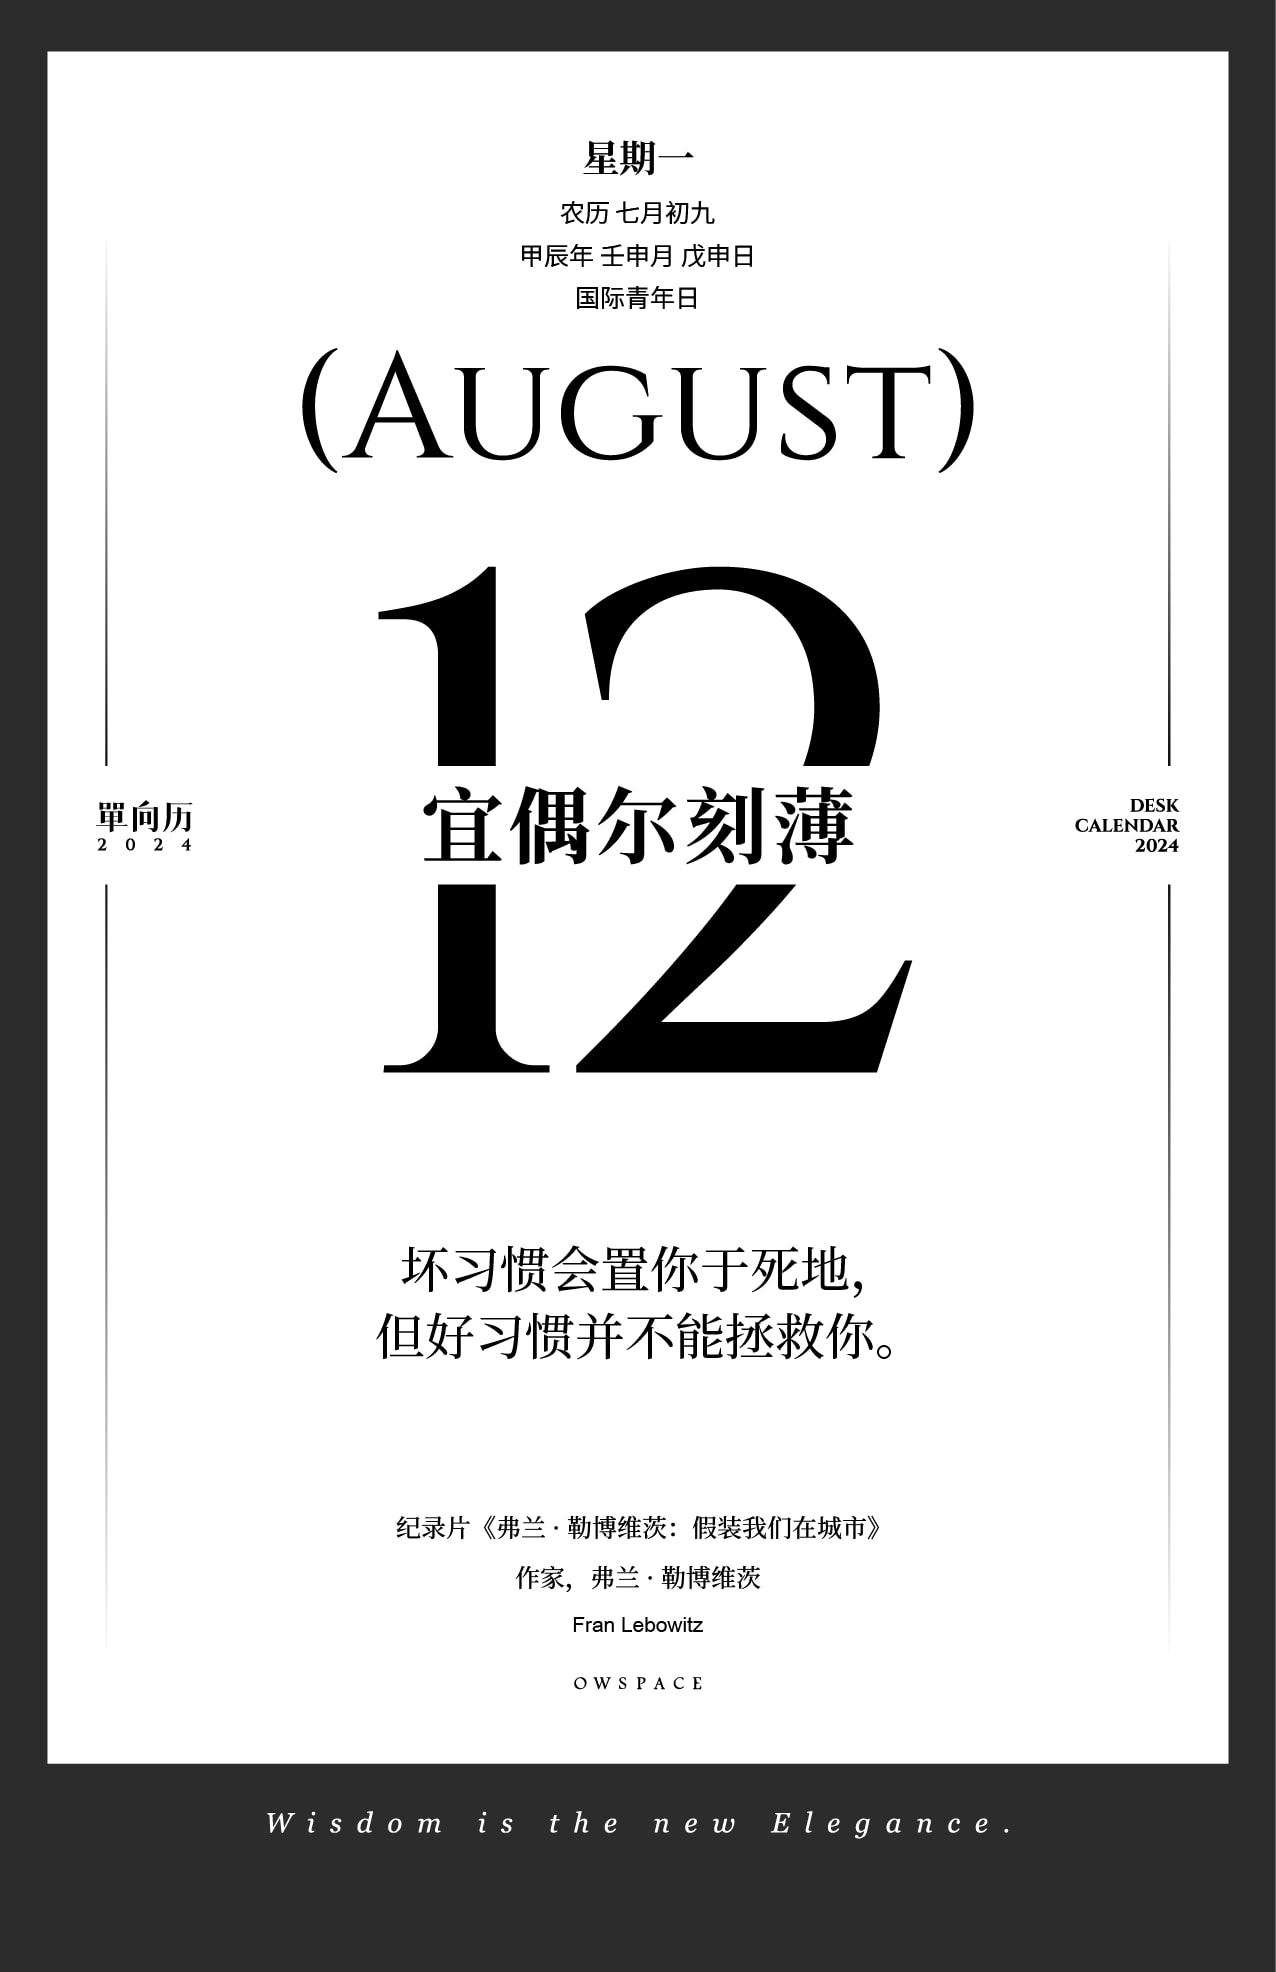 星期一
农历 七月初九
甲辰年 壬申月 戊申日
国际青年日
(AUGUST)
12
宜偶尔刻薄
單向历
2024
DESK
CALENDAR
2024
坏习惯会置你于死地，
但好习惯并不能拯救你。
纪录片《弗兰 · 勒博维茨：假装我们在城市》
作家，弗兰 · 勒博维茨
Fran Lebowitz
OWSPACE
Wisdom is the new Elegance.